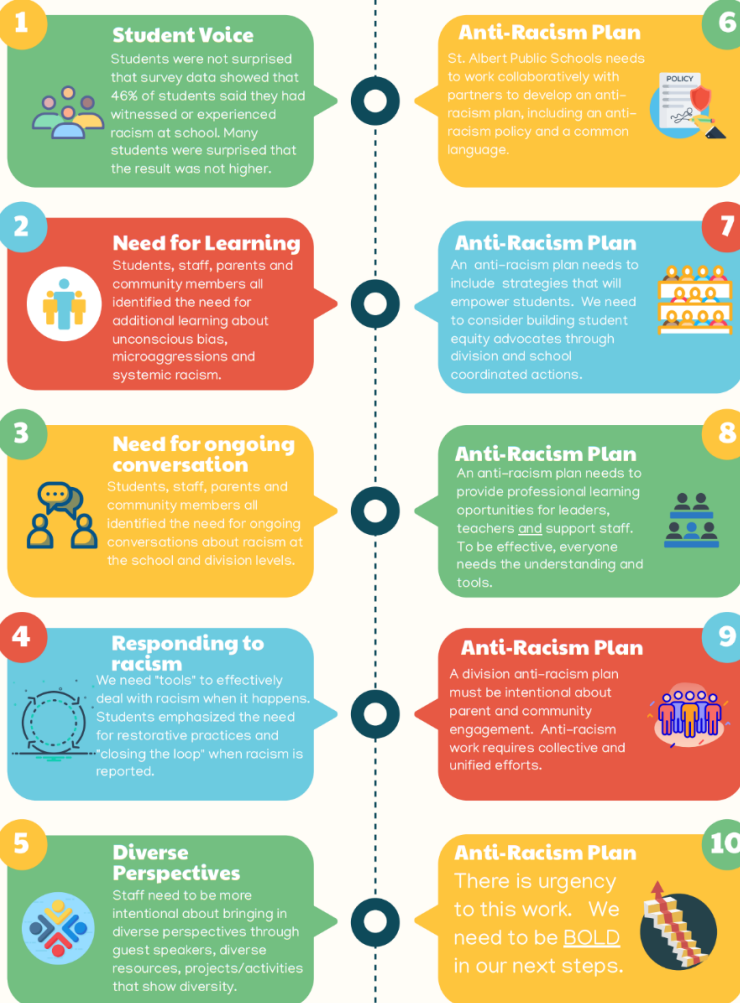 1
Student Voice
Students were not surprised
that survey data showed that
46% of students said they had
witnessed or experienced
racism at school. Many
students were surprised that
the result was not higher.
2
Need for Learning
Students, staff, parents and
community members all
identified the need for
additional learning about
unconscious bias,
microaggressions and
systemic racism.
3
Need for ongoing
conversation
Students, staff, parents and
community members all
identified the need for ongoing
conversations about racism at
the school and division levels.
4
Responding to
racism
We need "tools" to effectively
deal with racism when it happens.
Students emphasized the need
for restorative practices and
"closing the loop" when racism is
reported.
5
Diverse
Perspectives
Staff need to be more
intentional about bringing in
diverse perspectives through
guest speakers, diverse
resources, projects/activities
that show diversity.
6
Anti-Racism Plan
St. Albert Public Schools needs
to work collaboratively with
partners to develop an anti-
racism plan, including an anti-
racism policy and a common
language.
POLICY
7
Anti-Racism Plan
An anti-racism plan needs to
include strategies that will
empower students. We need
to consider building student
equity advocates through
division and school
coordinated actions.
8
Anti-Racism Plan
An anti-racism plan needs to
provide professional learning
oportunities for leaders,
teachers and support staff.
To be effective, everyone
needs the understanding and
tools.
9
Anti-Racism Plan
A division anti-racism plan
must be intentional about
parent and community
engagement. Anti-racism
work requires collective and
unified efforts.
10
Anti-Racism Plan
There is urgency
to this work. We
need to be BOLD
in our next steps.